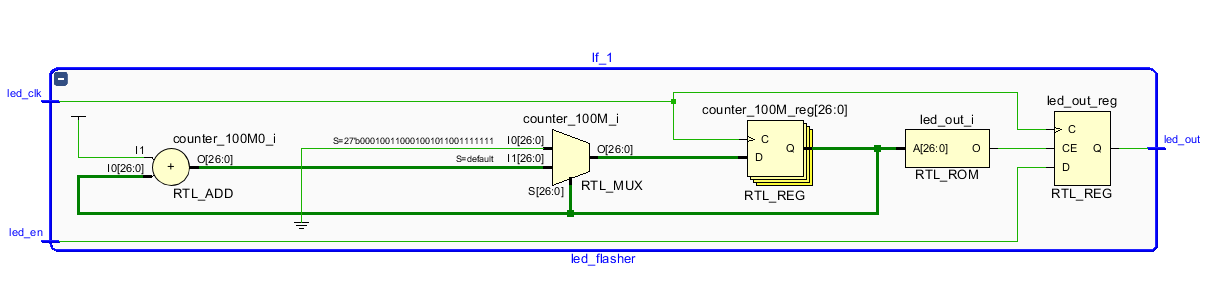 lf_1
led_clk
counter_100M_reg[26:0]
led_out_reg
counter_100M_i
led_out_i
counter_100M0_i
S=27'b000100110001001011001111111
I0[26:0]
C
C
led_out
I1
O[26:0]
Q
A[26:0]
O
CE
Q
O[26:0]
S=default
I1[26:0]
D
I0[26:0]
+
D
RTL_ROM
RTL_ADD
S[26:0]
RTL_MUX
RTL_REG
RTL_REG
led_en
led_flasher